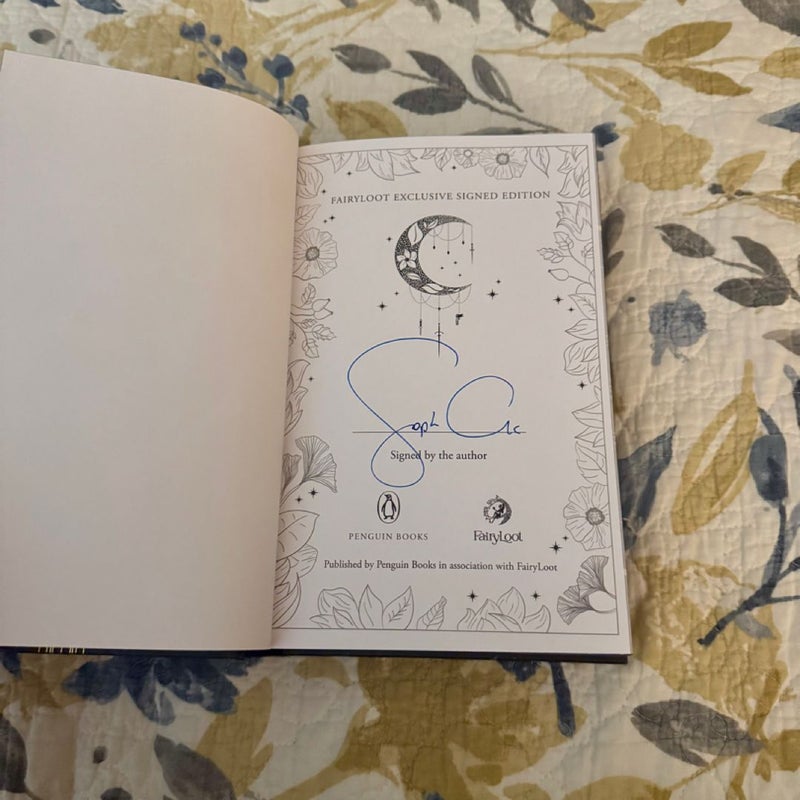 FAIRYLOOT EXCLUSIVE SIGNED EDITION
Soph
Signed by the author
PENGUIN BOOKS
FairyLoot
Published by Penguin Books in association with FairyLoot